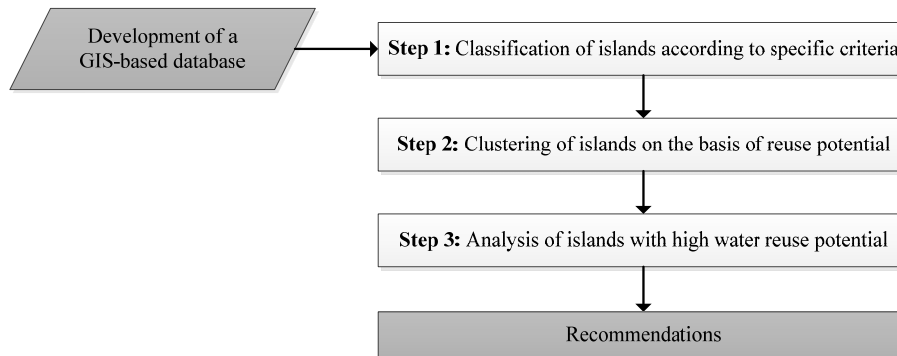 Development of a
GIS-based database
Step 1: Classification of islands according to specific criteria
Step 2: Clustering of islands on the basis of reuse potential
Step 3: Analysis of islands with high water reuse potential
Recommendations